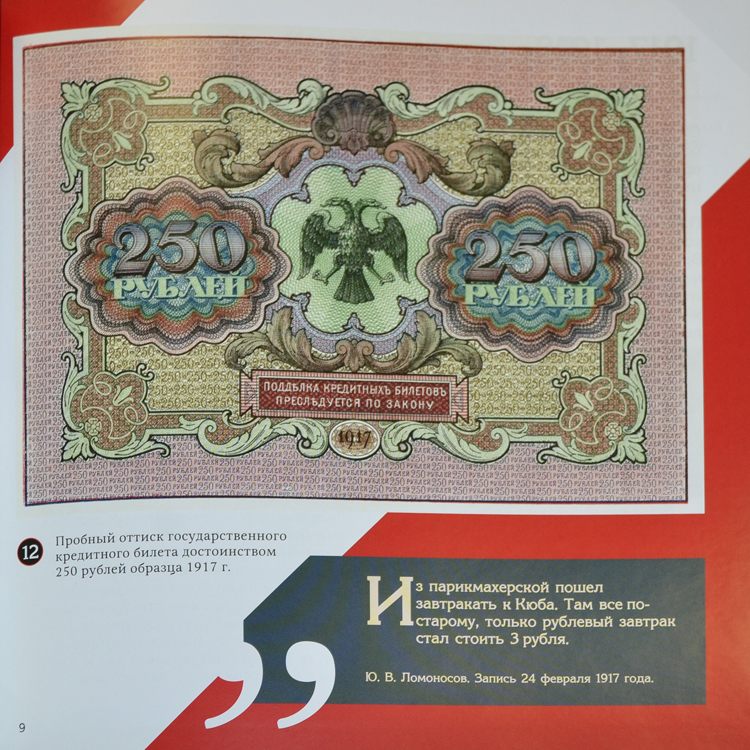 250
РУБЛЕЙ
250
РУБЛЕЙ
ПОДДѢЛКА КРЕДИТНЫХЪ БИЛЕТОВЪ
ПРЕСЛѢДУЕТСЯ ПО ЗАКОНУ
1917
12
Пробный оттиск государственного
кредитного билета достоинством
250 рублей образца 1917 г.
Из парикмахерской пошел
завтракать к Кюба. Там все по-
старому, только рублевый завтрак
стал стоить 3 рубля.
Ю. В. Ломоносов. Запись 24 февраля 1917 года.
9